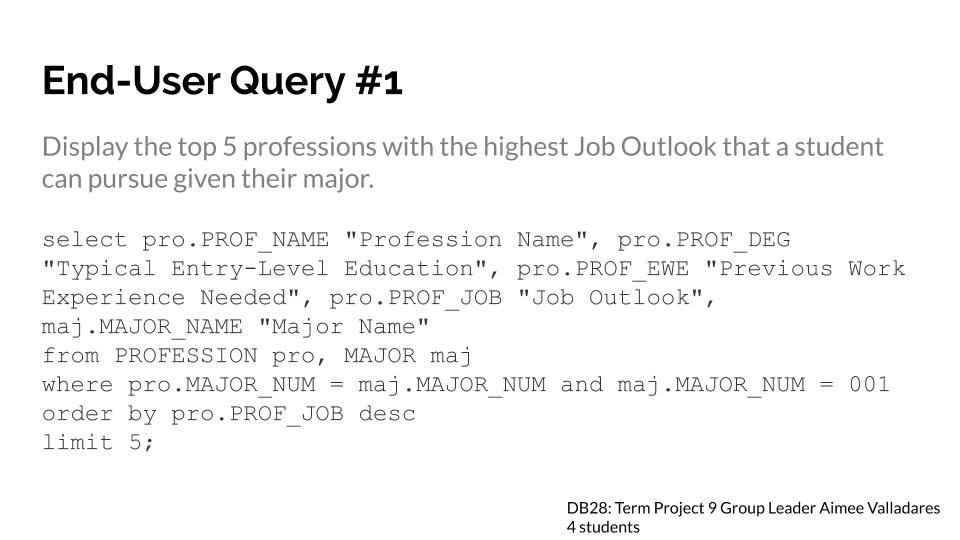 End-User Query #1
Display the top 5 professions with the highest Job Outlook that a student
can pursue given their major.
select pro.PROF_NAME "Profession Name", pro.PROF_DEG
"Typical Entry-Level Education", pro.PROF_EWE "Previous Work
Experience Needed", pro.PROF_JOB "Job Outlook",
maj.MAJOR_NAME "Major Name"
from PROFESSION pro, MAJOR maj
where pro.MAJOR_NUM = maj.MAJOR_NUM and maj.MAJOR_NUM = 001
order by pro.PROF_JOB desc
limit 5;
DB28: Term Project 9 Group Leader Aimee Valladares
4 students